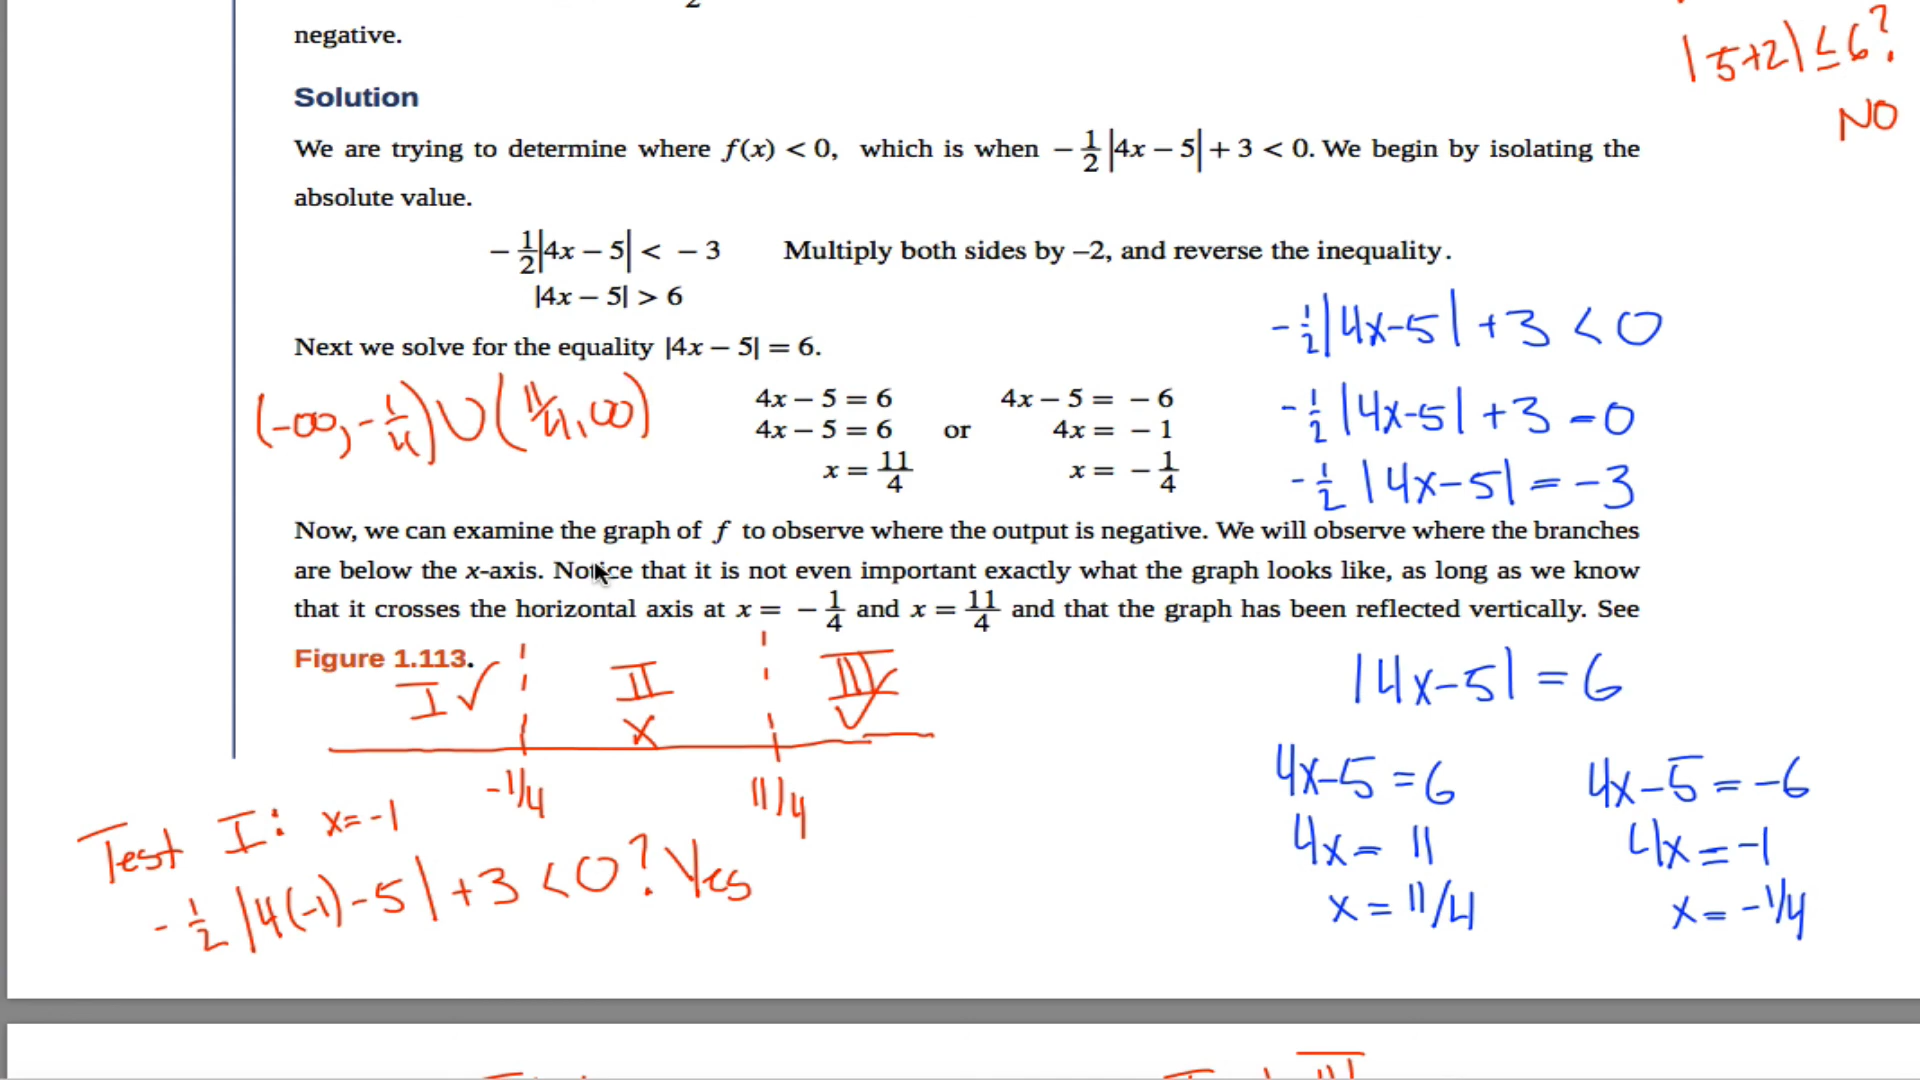 2
negative.
|5+2| ≤ 6?
NO
Solution
We are trying to determine where f(x) < 0, which is when − 1/2 |4x − 5| + 3 < 0. We begin by isolating the
absolute value.
− 1/2 |4x − 5| < − 3 Multiply both sides by –2, and reverse the inequality.
|4x − 5| > 6
Next we solve for the equality |4x − 5| = 6.
4x − 5 = 6 or 4x − 5 = − 6
4x − 5 = 6 4x = − 1
x = 11/4 x = − 1/4
(-∞, -1/4) ∪ (11/4, ∞)
-1/2 |4x-5| +3 < 0
-1/2 |4x-5| +3 = 0
-1/2 |4x-5| = -3
Now, we can examine the graph of f to observe where the output is negative. We will observe where the branches
are below the x-axis. Notice that it is not even important exactly what the graph looks like, as long as we know
that it crosses the horizontal axis at x = − 1/4 and x = 11/4 and that the graph has been reflected vertically. See
Figure 1.113.
I ✓ II X III ✓
-1/4 11/4
|4x-5| = 6
4x-5 = 6 4x-5 = -6
4x = 11 4x = -1
x = 11/4 x = -1/4
Test I: x = -1
-1/2 |4(-1)-5| +3 < 0? Yes